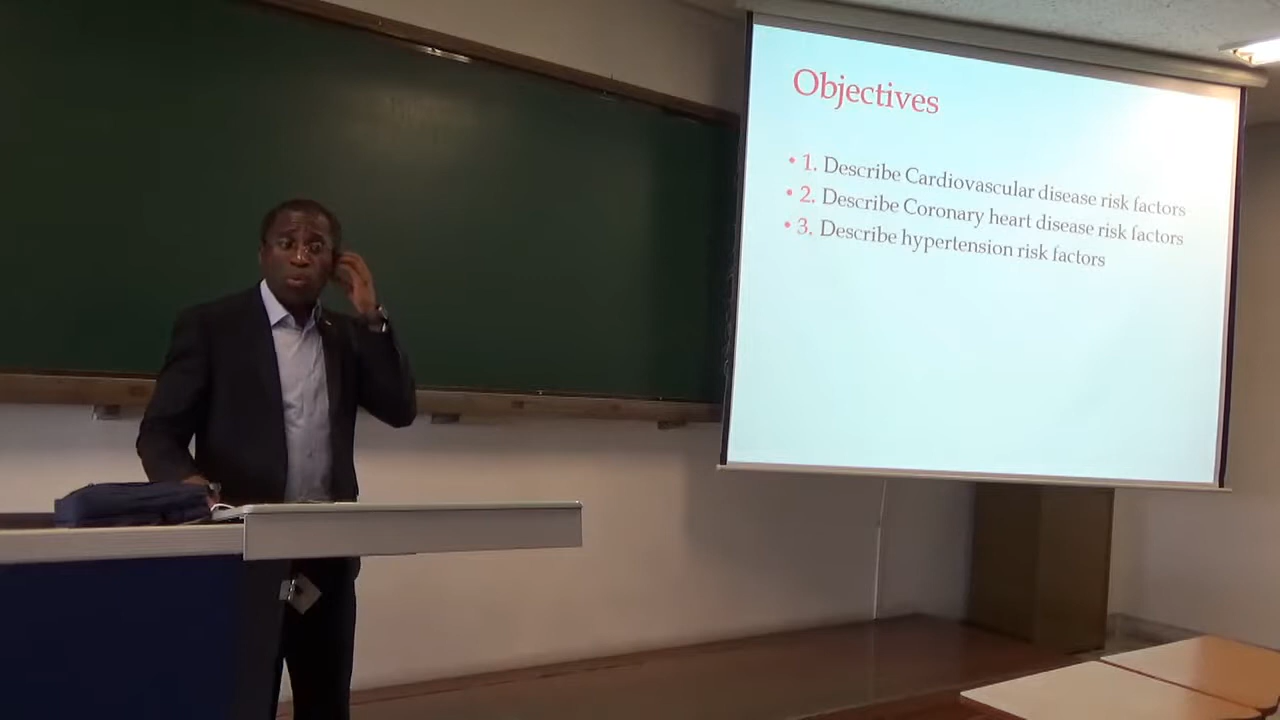 Objectives
• 1. Describe Cardiovascular disease risk factors
• 2. Describe Coronary heart disease risk factors
• 3. Describe hypertension risk factors